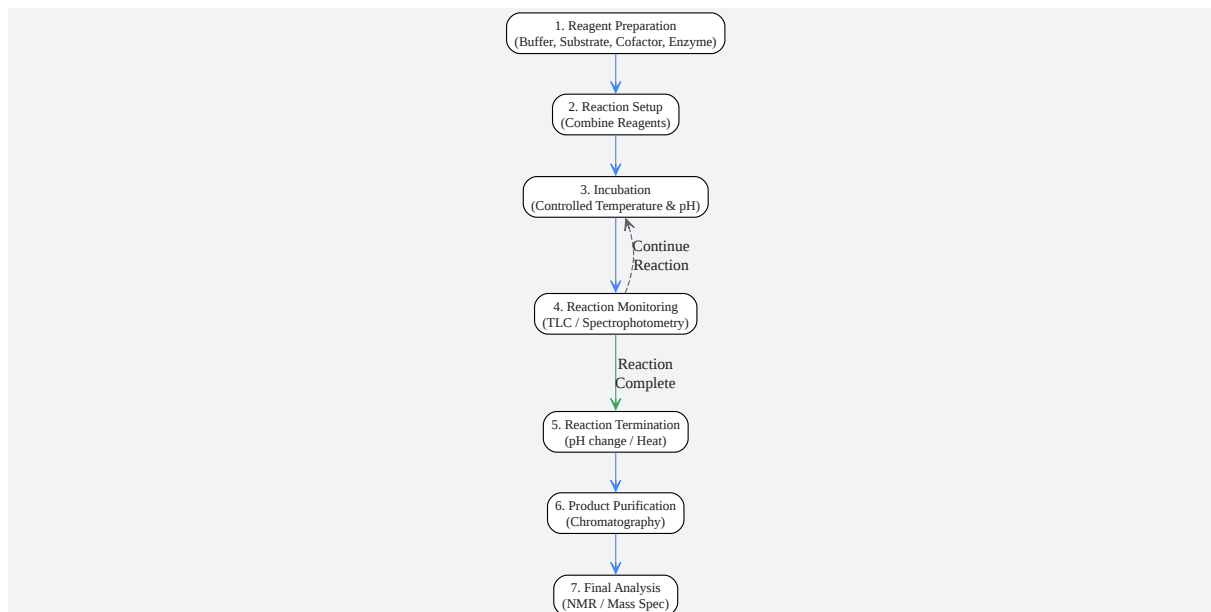 1. Reagent Preparation
(Buffer, Substrate, Cofactor, Enzyme)
2. Reaction Setup
(Combine Reagents)
3. Incubation
(Controlled Temperature & pH)
Continue
Reaction
4. Reaction Monitoring
(TLC / Spectrophotometry)
Reaction
Complete
5. Reaction Termination
(pH change / Heat)
6. Product Purification
(Chromatography)
7. Final Analysis
(NMR / Mass Spec)